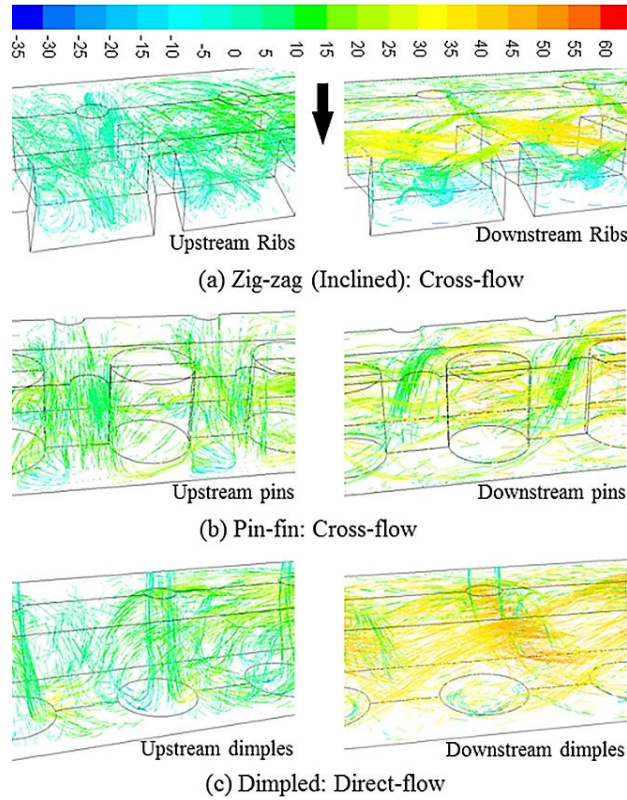 -35 -30 -25 -20 -15 -10 -5 0 5 10 15 20 25 30 35 40 45 50 55 60
Upstream Ribs Downstream Ribs
(a) Zig-zag (Inclined): Cross-flow
Upstream pins Downstream pins
(b) Pin-fin: Cross-flow
Upstream dimples Downstream dimples
(c) Dimpled: Direct-flow